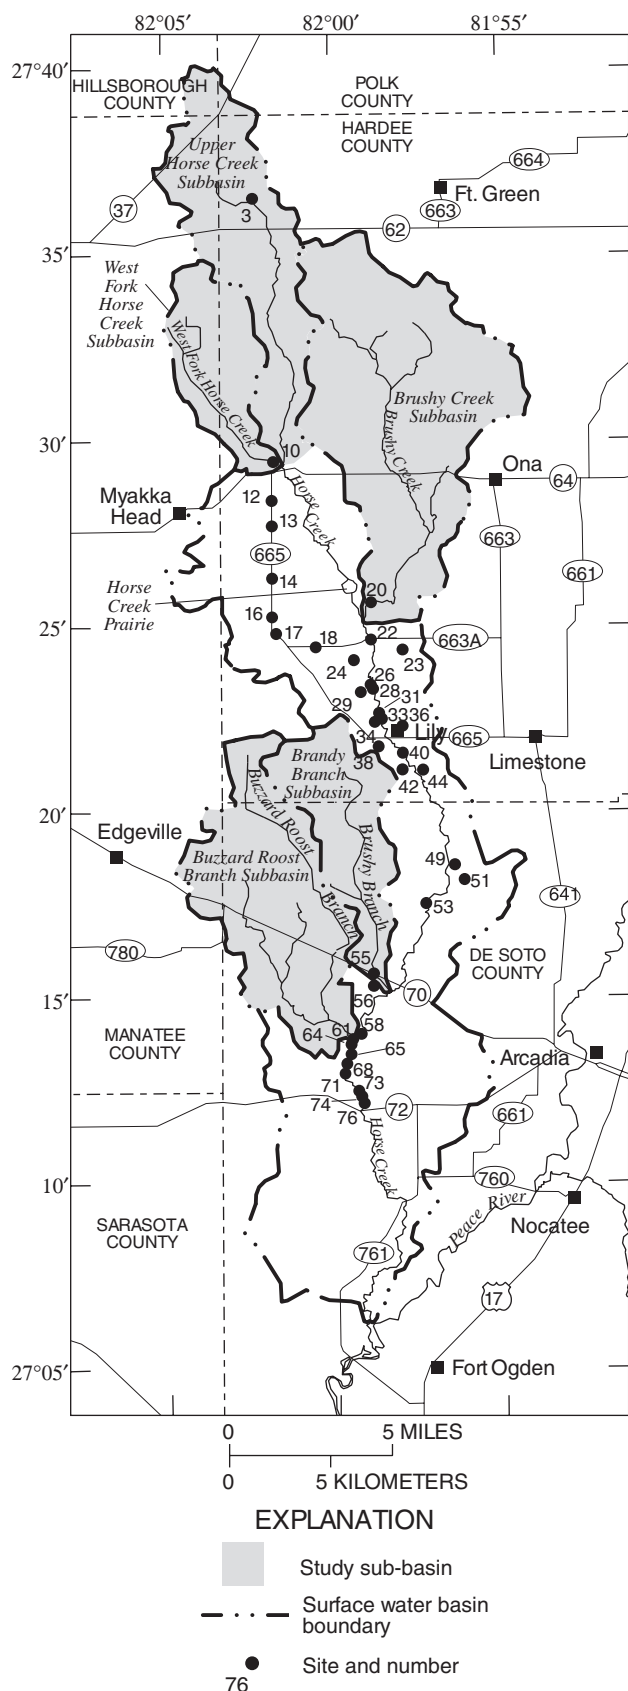 82°05′ 82°00′ 81°55′
27°40′
HILLSBOROUGH
COUNTY
POLK
COUNTY
HARDEE
COUNTY
Upper
Horse Creek
Subbasin
664
Ft. Green
663
37
3
62
35′
West
Fork
Horse
Creek
Subbasin
West Fork Horse Creek
Brushy Creek
Subbasin
Brushy Creek
30′
10
Ona
64
Horse Creek
12
Myakka
Head
13
663
665
661
14
Horse
Creek
Prairie
20
16
25′
17
18
22
663A
23
24
26
28
31
29
33
36
34
Lily
665
38
40
Limestone
42
44
Brandy
Branch
Subbasin
Buzzard Roost
Branch
20′
Edgeville
Brushy Branch
Buzzard Roost
Branch Subbasin
49
51
641
53
780
55
DE SOTO
COUNTY
70
15′
56
58
61
64
MANATEE
COUNTY
65
Arcadia
68
71
73
74
76
72
661
Horse Creek
10′
760
Peace River
Nocatee
SARASOTA
COUNTY
761
17
27°05′
Fort Ogden
0 5 MILES
0 5 KILOMETERS
EXPLANATION
Study sub-basin
Surface water basin
boundary
Site and number
76